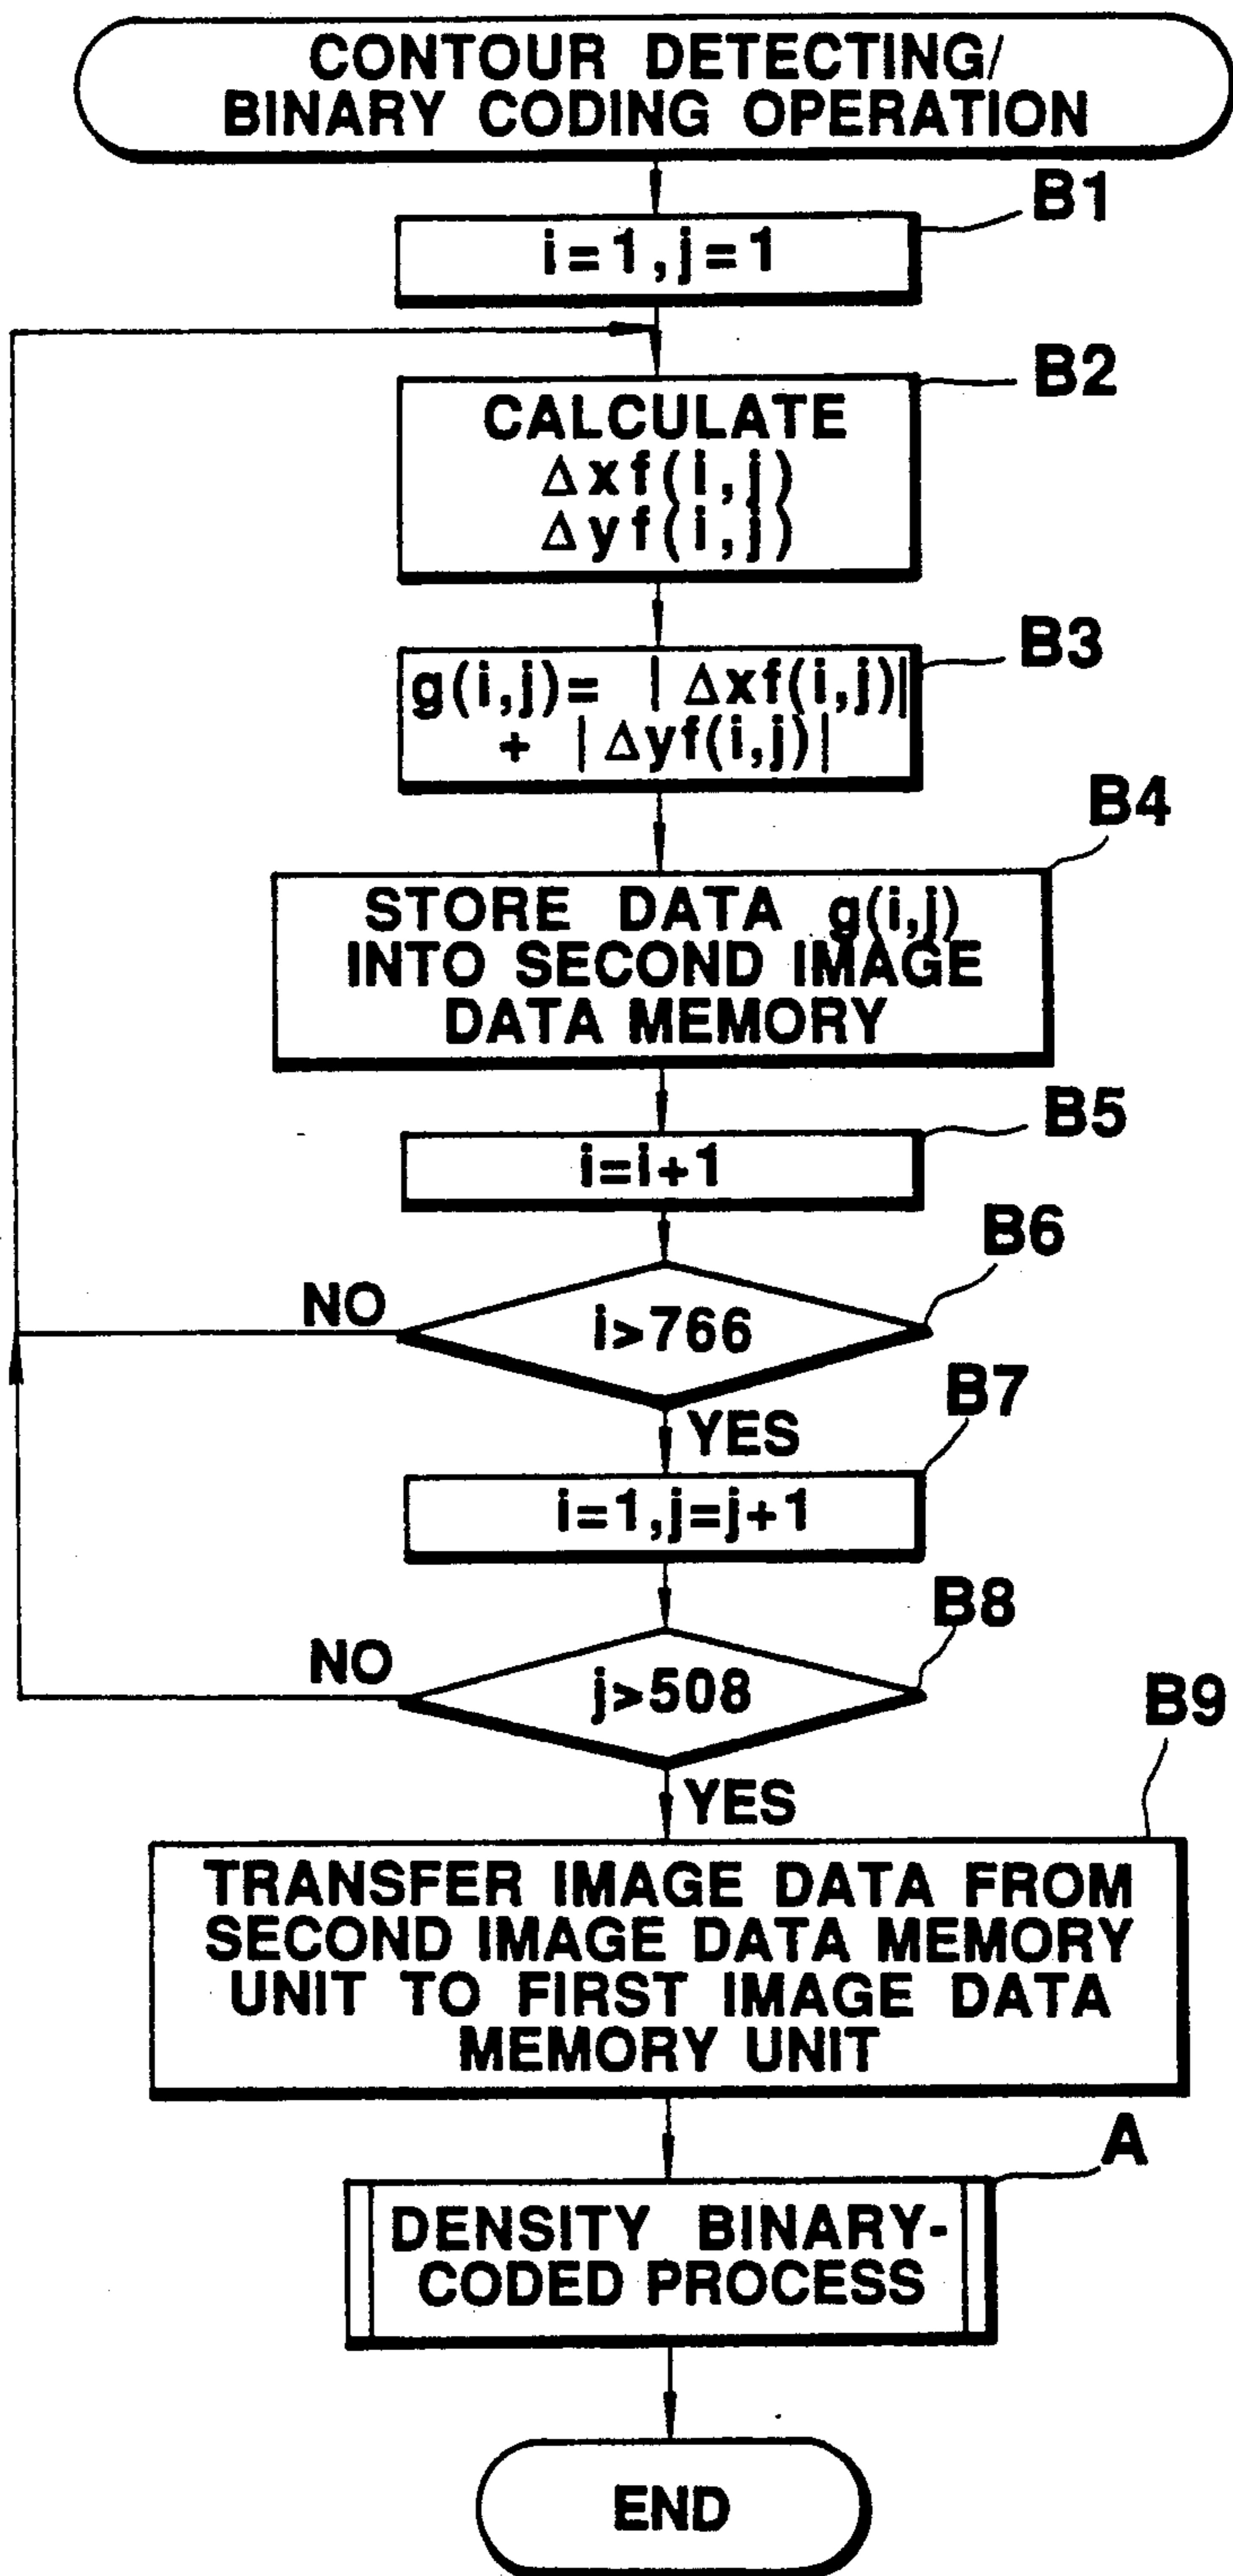 CONTOUR DETECTING/
BINARY CODING OPERATION
B1
i=1,j=1
B2
CALCULATE
Δxf(i,j)
Δyf(i,j)
B3
g(i,j)= |Δxf(i,j)|
+ |Δyf(i,j)|
B4
STORE DATA g(i,j)
INTO SECOND IMAGE
DATA MEMORY
B5
i=i+1
B6
NO
i>766
B7
YES
i=1,j=j+1
B8
NO
j>508
B9
YES
TRANSFER IMAGE DATA FROM
SECOND IMAGE DATA MEMORY
UNIT TO FIRST IMAGE DATA
MEMORY UNIT
A
DENSITY BINARY-
CODED PROCESS
END